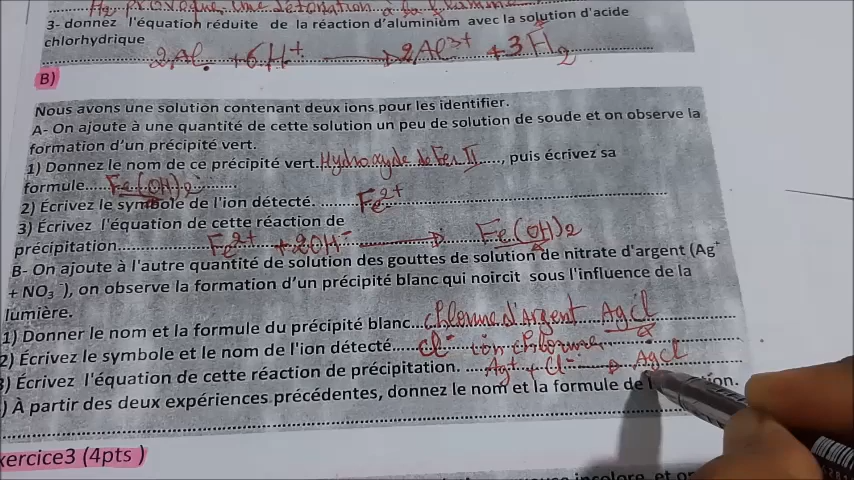 H2 provoque une détonation à
3- donnez l'équation réduite de la réaction d'aluminium avec la solution d'acide
chlorhydrique 2Al + 6H+ → 2Al3+ + 3H2
B)
Nous avons une solution contenant deux ions pour les identifier.
A- On ajoute à une quantité de cette solution un peu de solution de soude et on observe la
formation d'un précipité vert.
1) Donnez le nom de ce précipité vert. Hydroxyde de Fer II ....., puis écrivez sa
formule..... Fe(OH)2 .........
2) Écrivez le symbole de l'ion détecté. Fe2+
3) Écrivez l'équation de cette réaction de
précipitation. Fe2+ + 2OH- → Fe(OH)2
B- On ajoute à l'autre quantité de solution des gouttes de solution de nitrate d'argent (Ag+
+ NO3-), on observe la formation d'un précipité blanc qui noircit sous l'influence de la
lumière.
1) Donner le nom et la formule du précipité blanc... chlorure d'Argent AgCl
2) Écrivez le symbole et le nom de l'ion détecté Cl- ion chlorure
) Écrivez l'équation de cette réaction de précipitation. Ag+ + Cl- → AgCl
) À partir des deux expériences précédentes, donnez le nom et la formule de ion.
xercice3 (4pts )
incolore, et